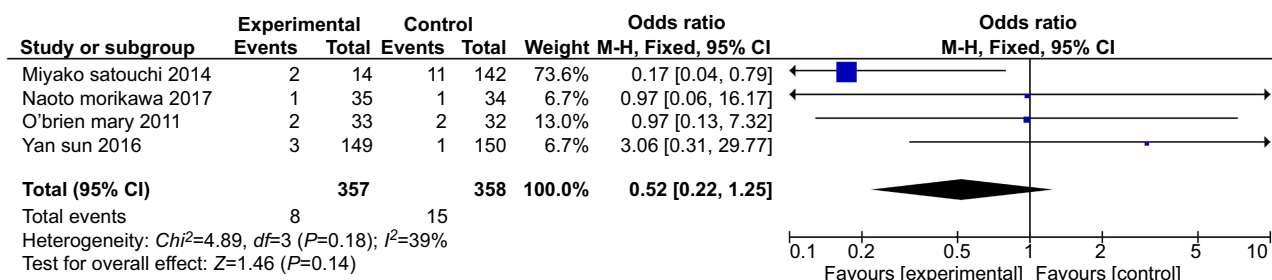 Experimental Control Odds ratio Odds ratio
Study or subgroup Events Total Events Total Weight M-H, Fixed, 95% CI M-H, Fixed, 95% CI
Miyako satouchi 2014 2 14 11 142 73.6% 0.17 [0.04, 0.79]
Naoto morikawa 2017 1 35 1 34 6.7% 0.97 [0.06, 16.17]
O’brien mary 2011 2 33 2 32 13.0% 0.97 [0.13, 7.32]
Yan sun 2016 3 149 1 150 6.7% 3.06 [0.31, 29.77]
Total (95% CI) 357 358 100.0% 0.52 [0.22, 1.25]
Total events 8 15
Heterogeneity: Chi²=4.89, df=3 (P=0.18); I²=39%
Test for overall effect: Z=1.46 (P=0.14)
0.1 0.2 0.5 1 2 5 10
Favours [experimental] Favours [control]